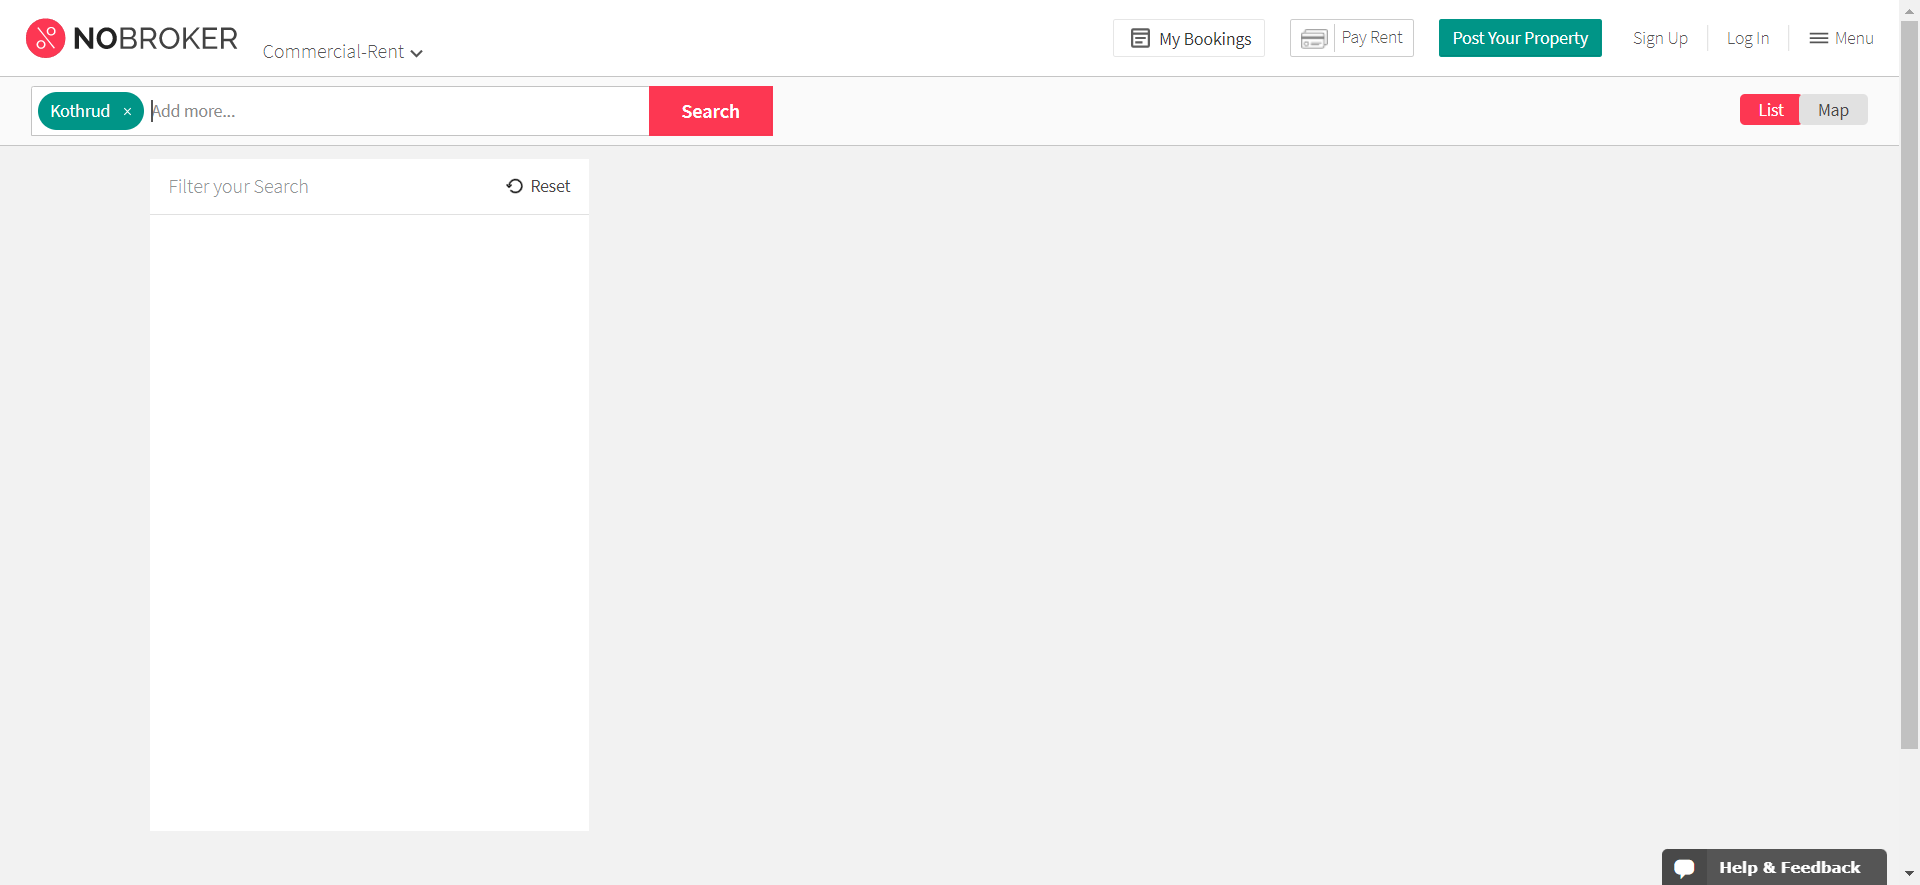 NOBROKER
Commercial-Rent
My Bookings
Pay Rent
Post Your Property
Sign Up
Log In
Menu
Kothrud ×
Add more...
Search
List
Map
Filter your Search
Reset
Help & Feedback